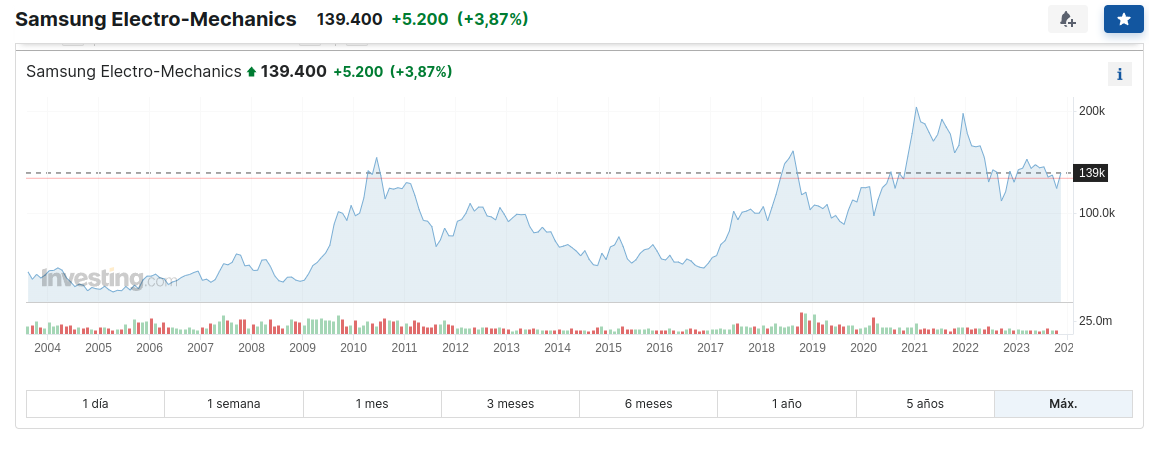 Samsung Electro-Mechanics 139.400 +5.200 (+3,87%)
Samsung Electro-Mechanics 139.400 +5.200 (+3,87%)
i
200k
139k
100.0k
Investing.com
25.0m
2004 2005 2006 2007 2008 2009 2010 2011 2012 2013 2014 2015 2016 2017 2018 2019 2020 2021 2022 2023 202
1 día 1 semana 1 mes 3 meses 6 meses 1 año 5 años Máx.